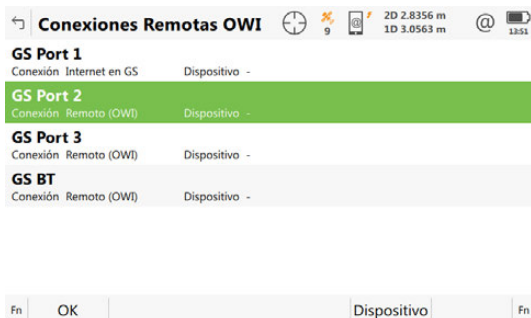 Conexiones Remotas OWI 9 @ 2D 2.8356 m @
1D 3.0563 m 13:51
GS Port 1
Conexión Internet en GS Dispositivo -
GS Port 2
Conexión Remoto (OWI) Dispositivo -
GS Port 3
Conexión Remoto (OWI) Dispositivo -
GS BT
Conexión Remoto (OWI) Dispositivo -
Fn OK Dispositivo Fn